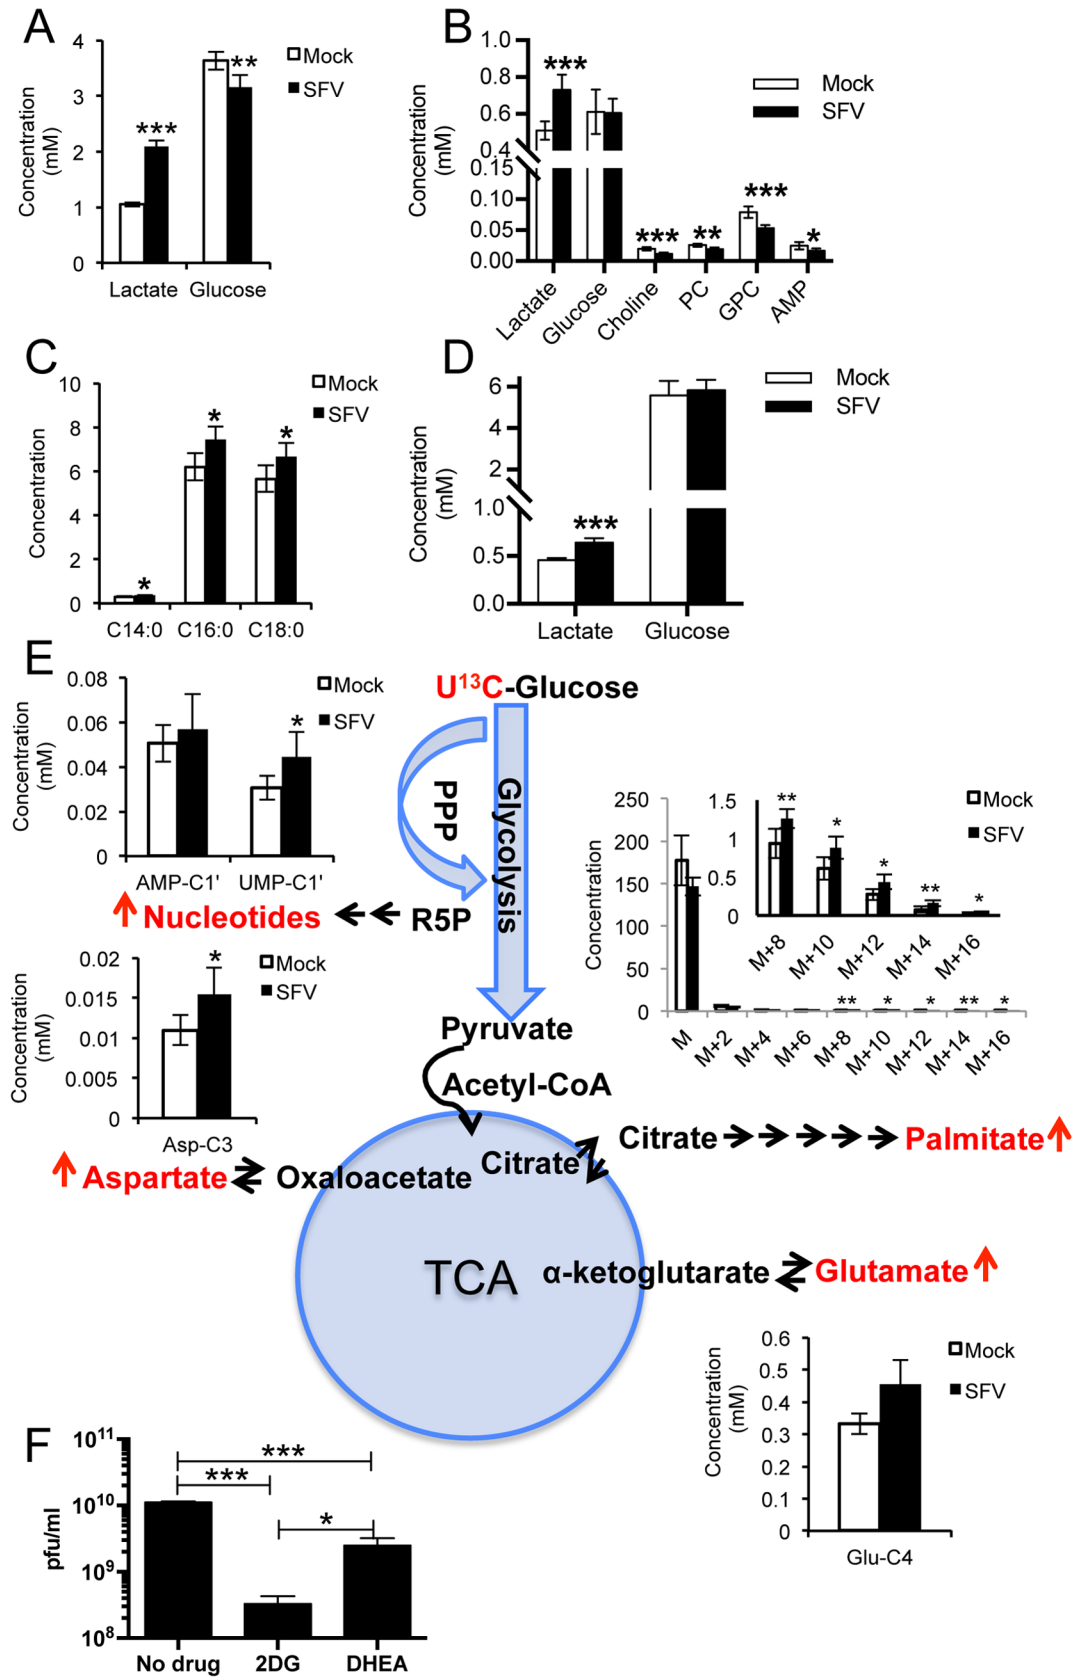 A
4
3
2
1
0
Concentration
(mM)
***
**
Mock
SFV
Lactate Glucose
B
1.0
0.8
0.6
0.4
0.15
0.10
0.05
0.00
Concentration
(mM)
***
***
**
***
*
Mock
SFV
Lactate
Glucose
Choline
PC
GPC
AMP
C
10
8
6
4
2
0
Concentration
*
*
*
Mock
SFV
C14:0 C16:0 C18:0
D
6
4
2
1.0
0.5
0.0
Concentration
(mM)
***
Mock
SFV
Lactate Glucose
E
0.08
0.06
0.04
0.02
0
Concentration
(mM)
*
Mock
SFV
AMP-C1' UMP-C1'
U13C-Glucose
PPP
Glycolysis
Nucleotides
R5P
0.02
0.015
0.01
0.005
0
Concentration
(mM)
*
Mock
SFV
Asp-C3
250
200
150
100
50
0
Concentration
1.5
1
0.5
0
**
*
*
**
*
Mock
SFV
M+8
M+10
M+12
M+14
M+16
** * * ** *
M
M+2
M+4
M+6
M+8
M+10
M+12
M+14
M+16
Pyruvate
Acetyl-CoA
Citrate
Citrate
Palmitate
Aspartate
Oxaloacetate
TCA
α-ketoglutarate
Glutamate
0.6
0.5
0.4
0.3
0.2
0.1
0
Concentration
(mM)
Mock
SFV
Glu-C4
F
1011
1010
109
108
pfu/ml
***
***
*
No drug 2DG DHEA